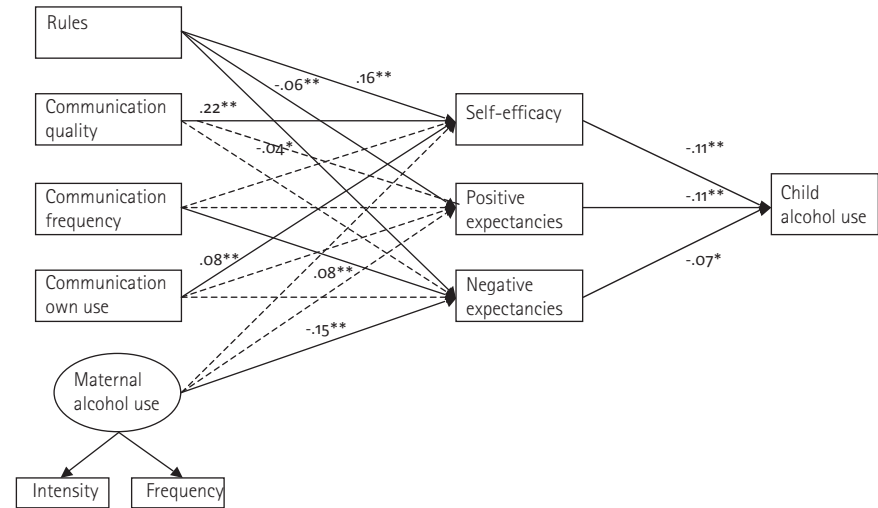 Rules
.16**
-.06**
Communication
quality
.22**
Self-efficacy
-.04*
-.11**
Communication
frequency
Positive
expectancies
-.11**
Child
alcohol use
Communication
own use
.08**
.08**
Negative
expectancies
-.07*
-.15**
Maternal
alcohol use
Intensity
Frequency